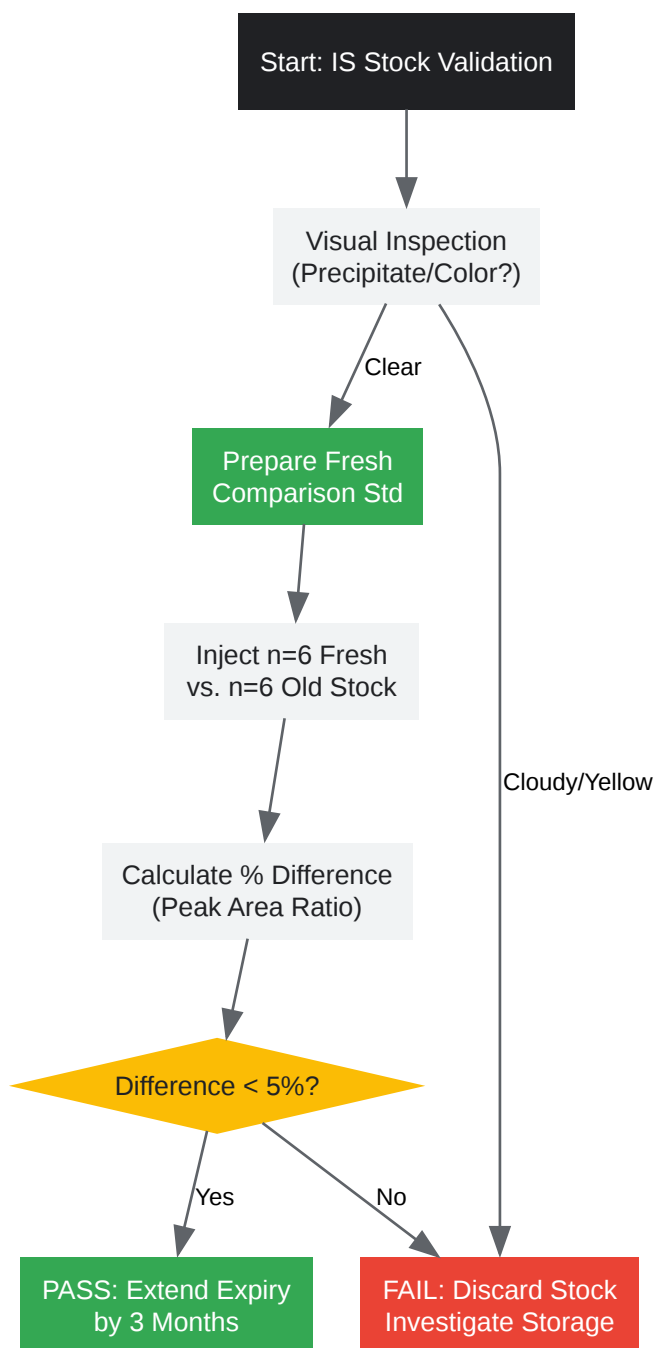 Start: IS Stock Validation
Visual Inspection
(Precipitate/Color?)
Clear
Prepare Fresh
Comparison Std
Inject n=6 Fresh
vs. n=6 Old Stock
Cloudy/Yellow
Calculate % Difference
(Peak Area Ratio)
Difference < 5%?
Yes
No
PASS: Extend Expiry
by 3 Months
FAIL: Discard Stock
Investigate Storage